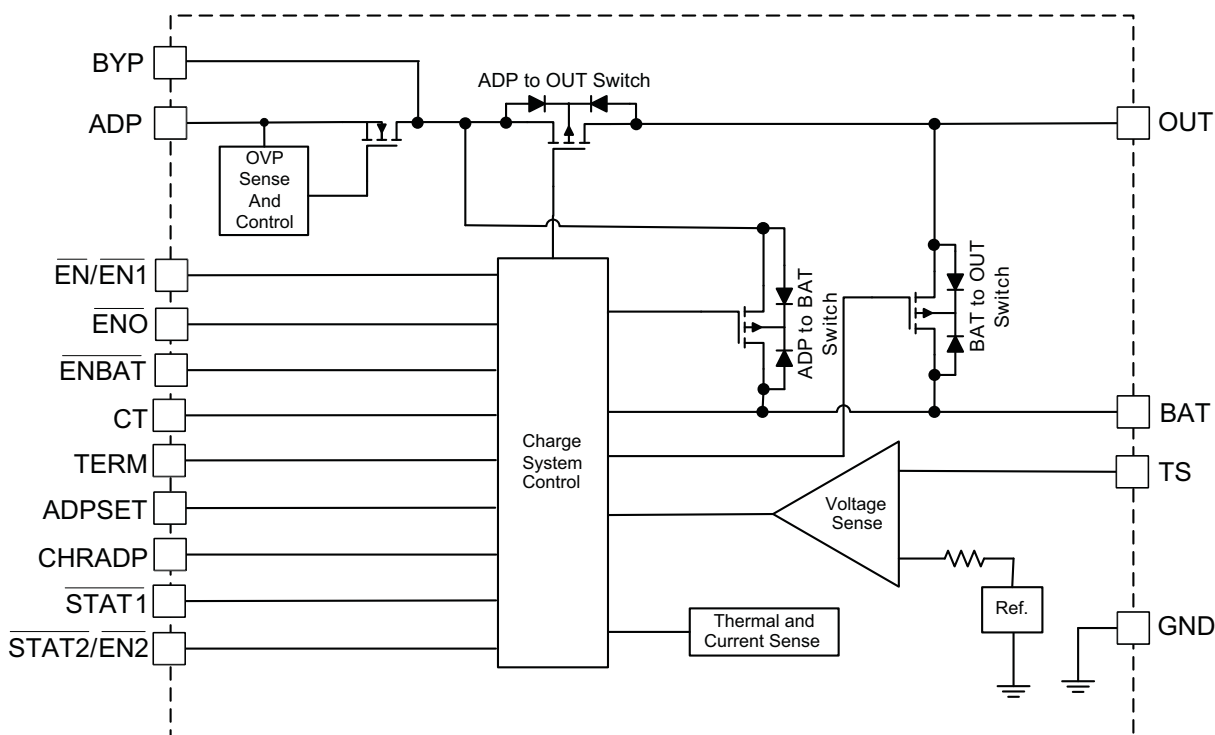 BYP
ADP to OUT Switch
ADP
OUT
OVP
Sense
And
Control
EN/EN1
ADP to BAT
Switch
BAT to OUT
Switch
ENO
ENBAT
CT
BAT
Charge
System
Control
TERM
TS
ADPSET
Voltage
Sense
CHRADP
STAT1
Ref.
Thermal and
Current Sense
GND
STAT2/EN2